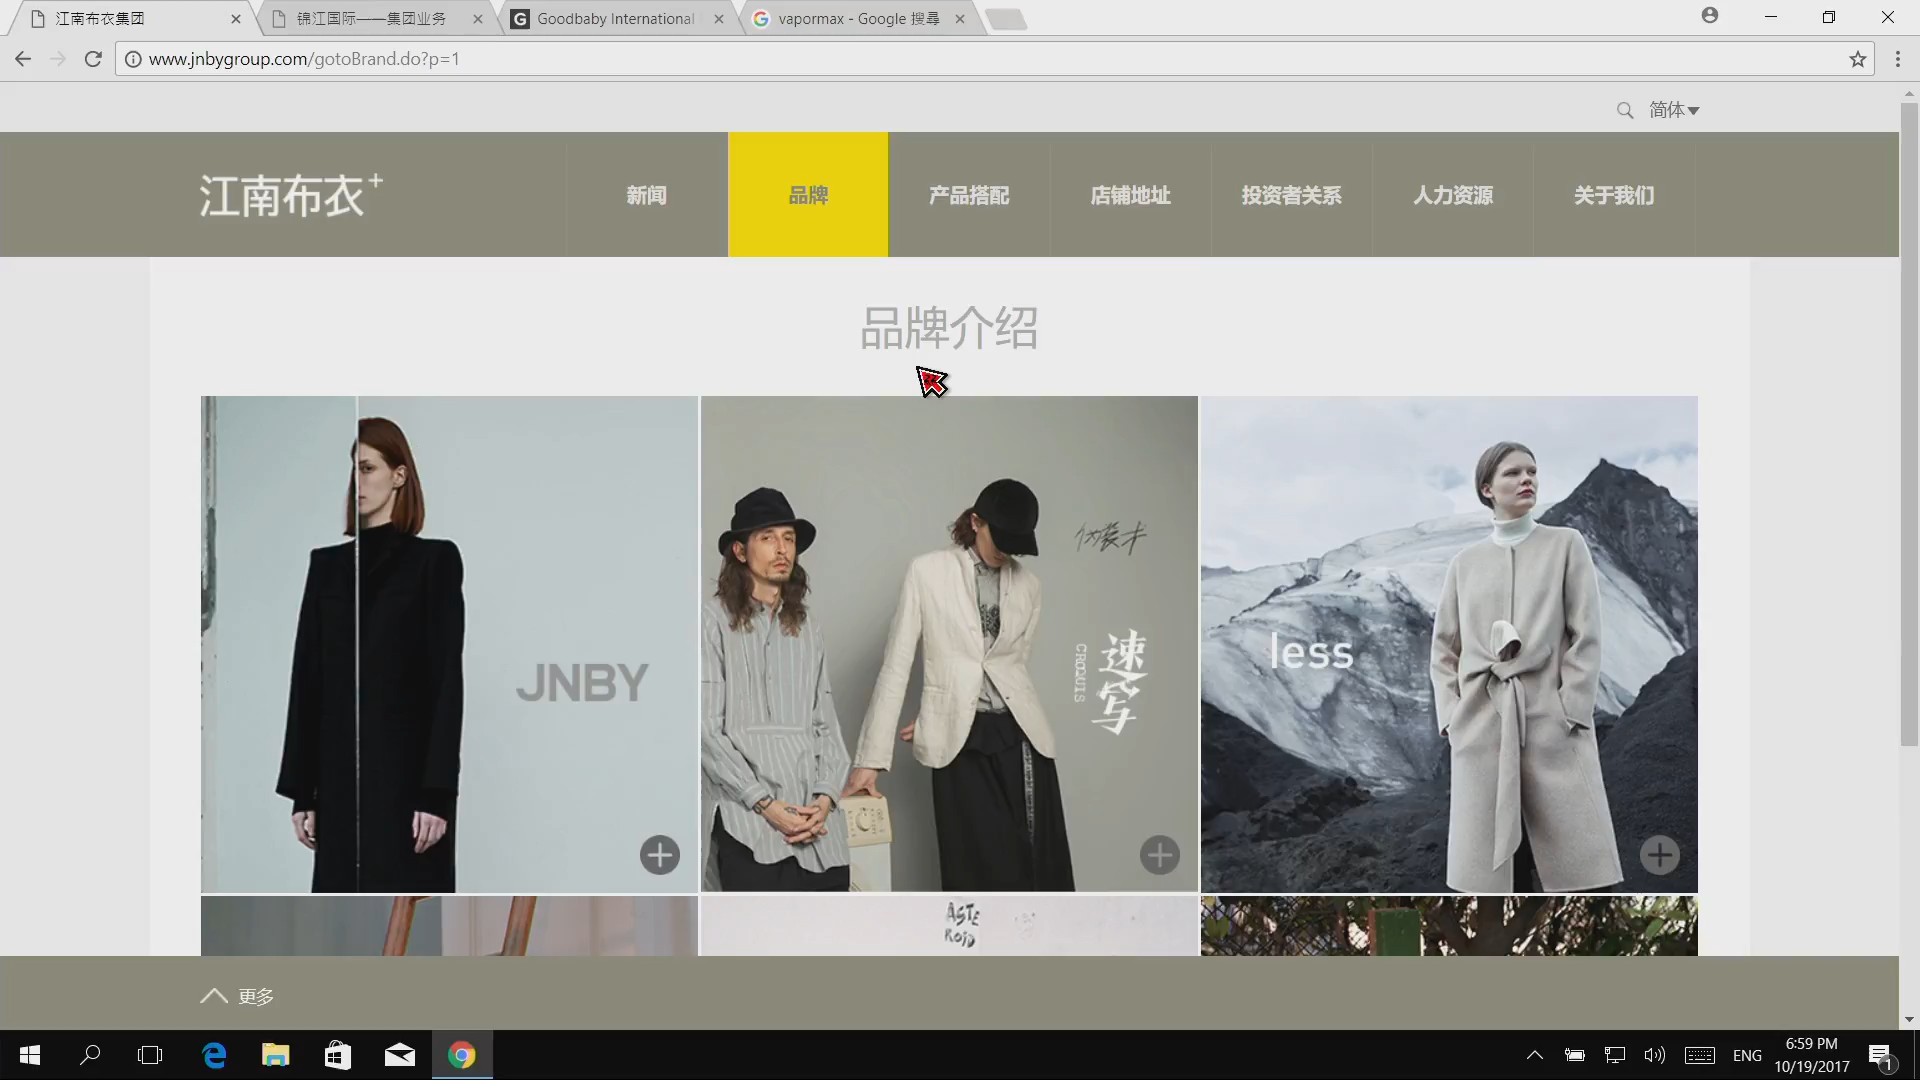 江南布衣集团
锦江国际——集团业务
Goodbaby International
vapormax - Google 搜尋
www.jnbygroup.com/gotoBrand.do?p=1
简体
江南布衣+
新闻
品牌
产品搭配
店铺地址
投资者关系
人力资源
关于我们
品牌介绍
JNBY
速写
CROQUIS
less
ASTE
ROID
更多
ENG
6:59 PM
10/19/2017
1